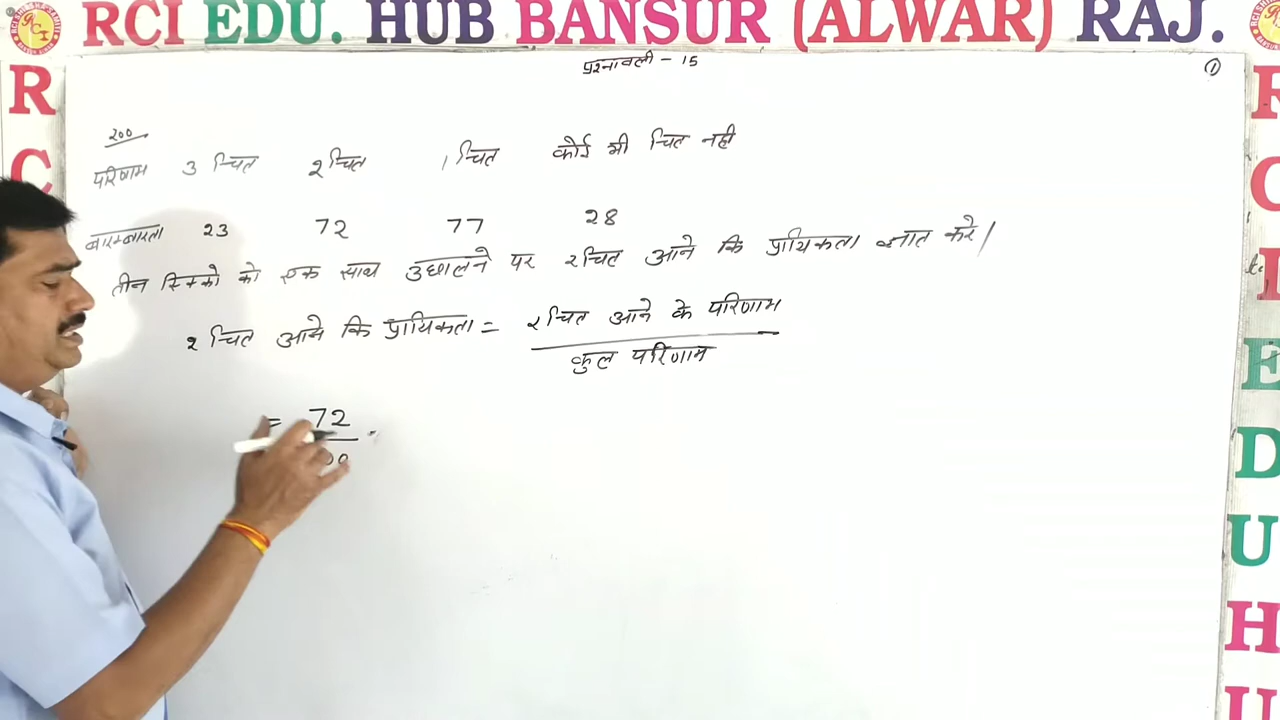 RCI EDU. HUB BANSUR (ALWAR) RAJ.
प्रश्नावली - 15
1
200
परिणाम 3 चित 2 चित 1 चित कोई भी चित नही
बारम्बारता 23 72 77 28
तीन सिक्को को एक साथ उछालने पर 2 चित आने कि प्रायिकता ज्ञात करे।
2 चित आने कि प्रायिकता = 2 चित आने के परिणाम
कुल परिणाम
= 72
R
C
E
D
U
H
U